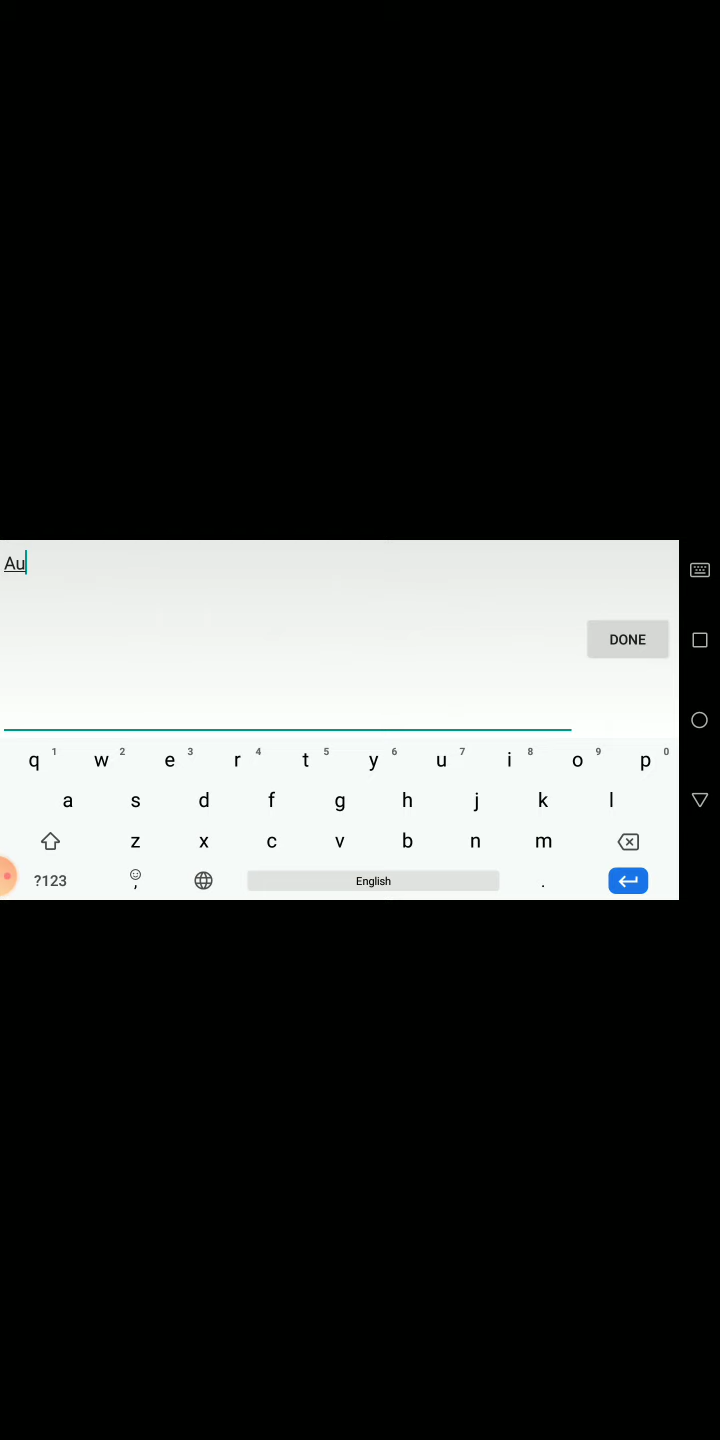 Au
DONE
q 1 w 2 e 3 r 4 t 5 y 6 u 7 i 8 o 9 p 0
a s d f g h j k l
z x c v b n m
?123 , English .